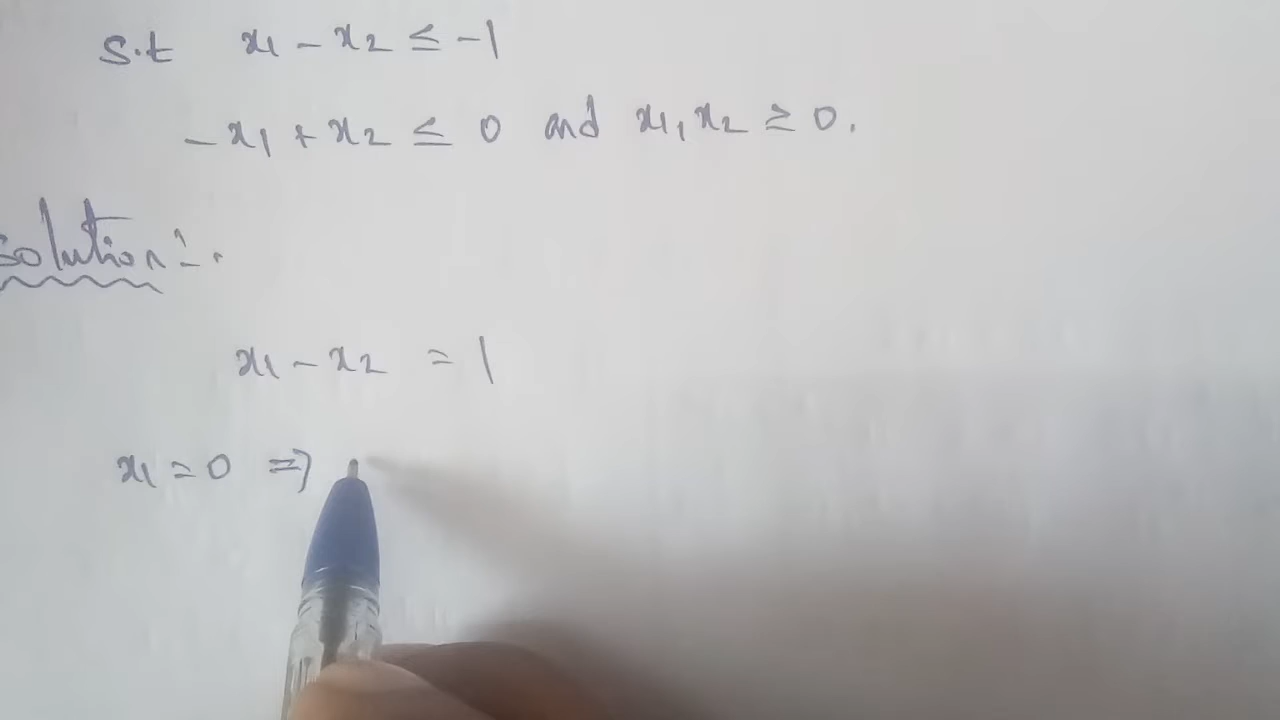 S.t x1 - x2 ≤ -1
-x1 + x2 ≤ 0 and x1, x2 ≥ 0.
Solution:-
x1 - x2 = 1
x1 = 0 ⇒